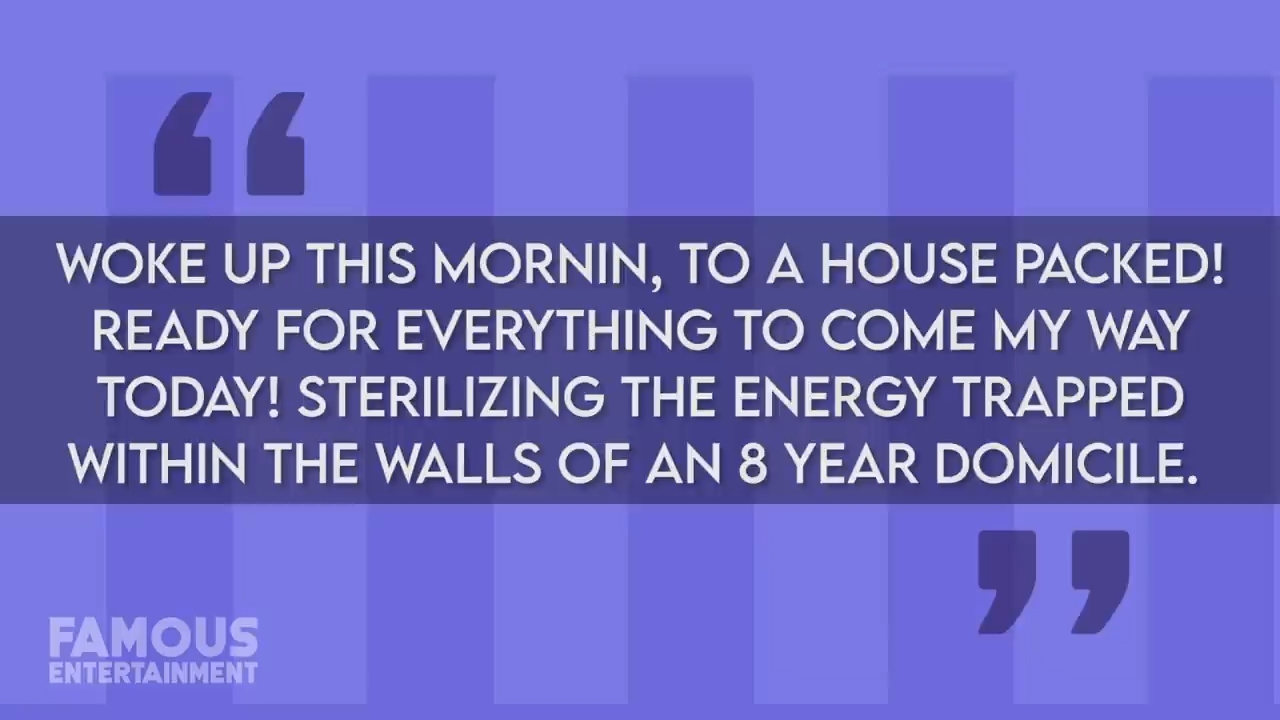 WOKE UP THIS MORNIN, TO A HOUSE PACKED!
READY FOR EVERYTHING TO COME MY WAY
TODAY! STERILIZING THE ENERGY TRAPPED
WITHIN THE WALLS OF AN 8 YEAR DOMICILE.
FAMOUS
ENTERTAINMENT